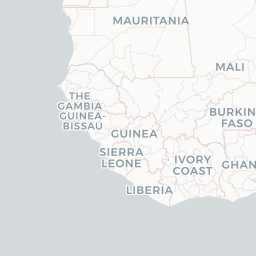 MAURITANIA
MALI
THE
GAMBIA
GUINEA-
BISSAU
BURKIN
FASO
GUINEA
SIERRA
LEONE
IVORY
COAST
GHAN
LIBERIA